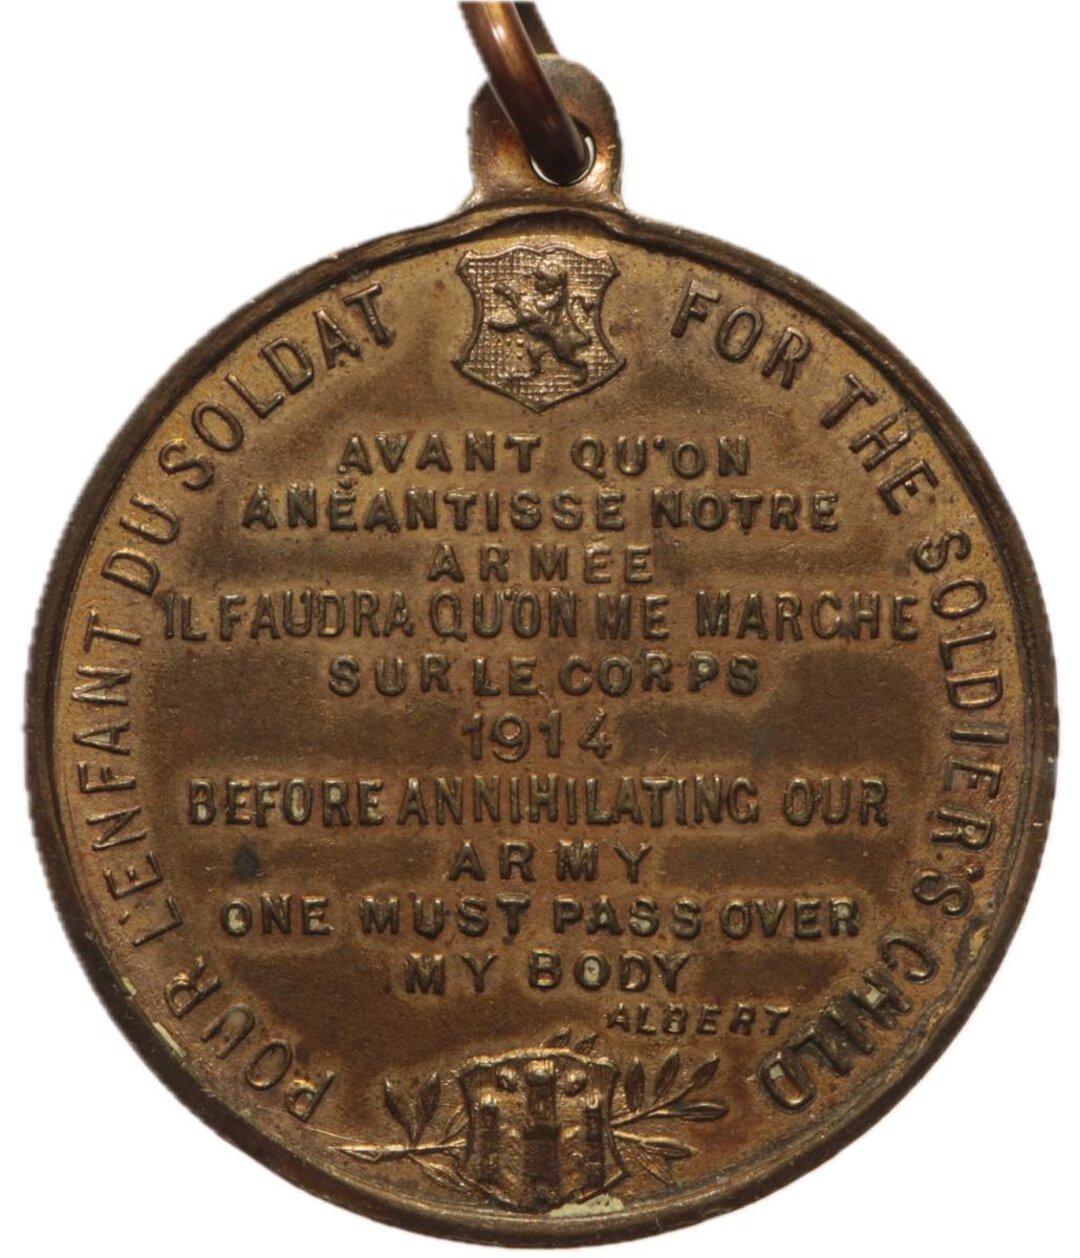 POUR L'ENFANT DU SOLDAT
FOR THE SOLDIER'S CHILD
AVANT QU'ON
ANÉANTISSE NOTRE
ARMÉE
IL FAUDRA QU'ON ME MARCHE
SUR LE CORPS
1914
BEFORE ANNIHILATING OUR
ARMY
ONE MUST PASS OVER
MY BODY
ALBERT